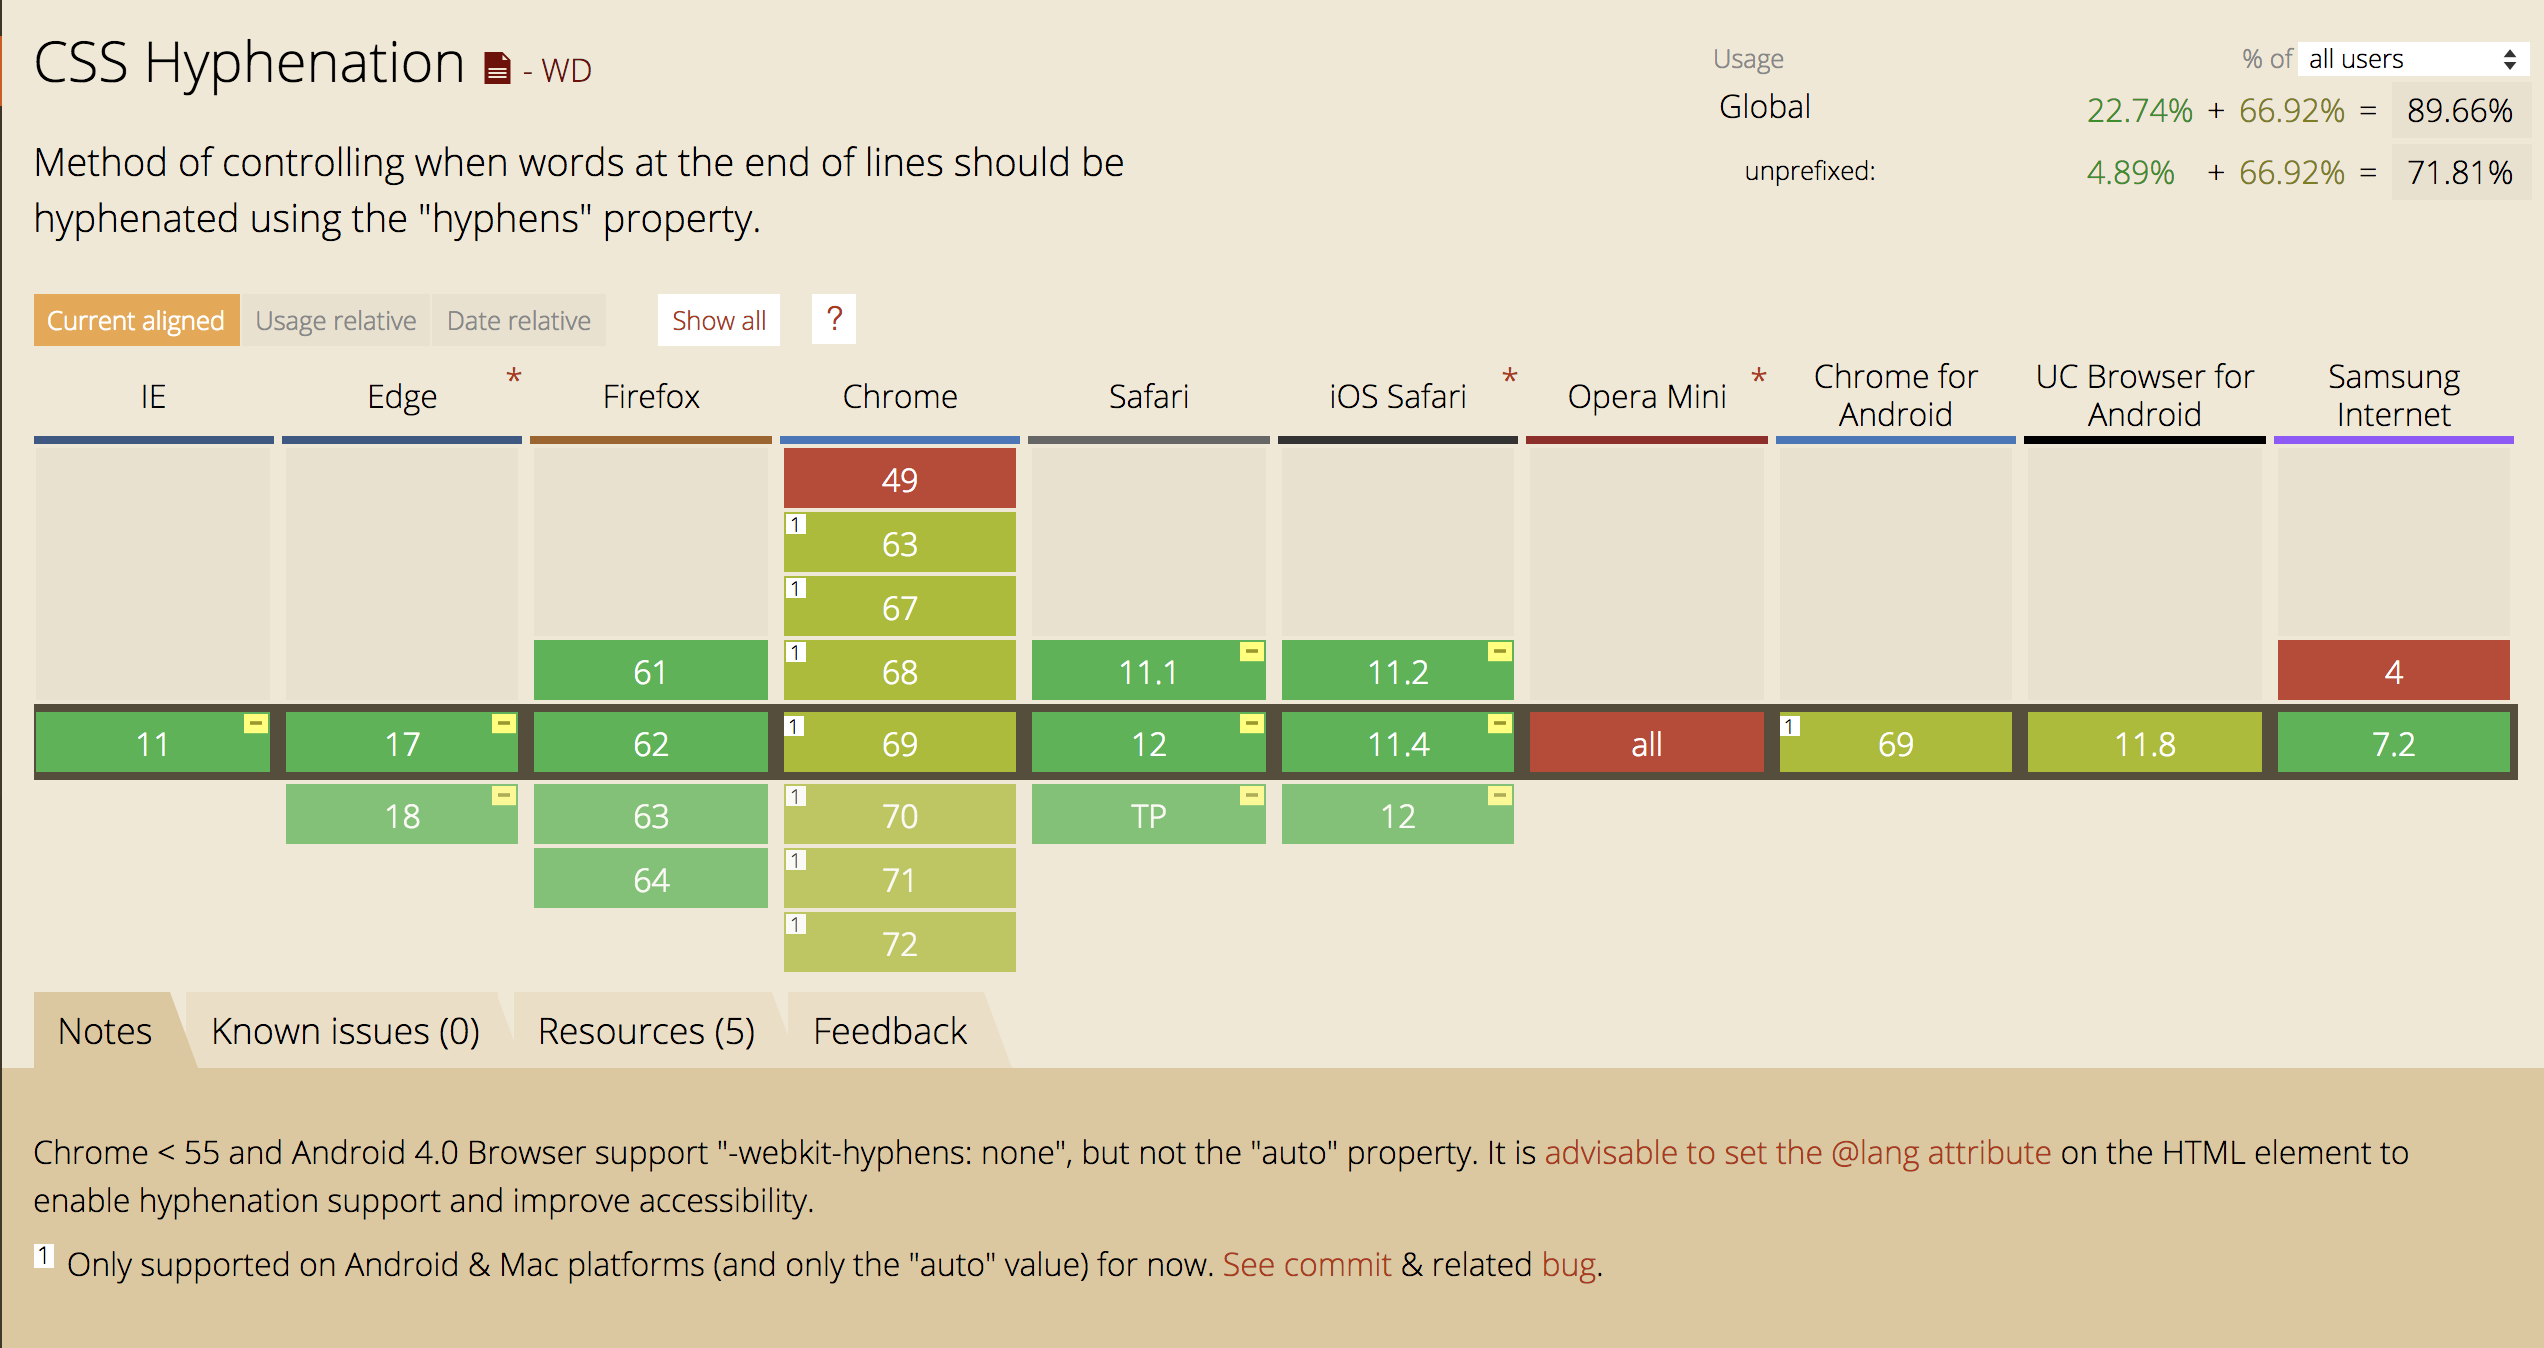 CSS Hyphenation - WD
Usage % of all users
Global 22.74% + 66.92% = 89.66%
unprefixed: 4.89% + 66.92% = 71.81%
Method of controlling when words at the end of lines should be
hyphenated using the "hyphens" property.
Current aligned Usage relative Date relative Show all ?
IE Edge * Firefox Chrome Safari iOS Safari * Opera Mini * Chrome for Android UC Browser for Android Samsung Internet
49
1 63
1 67
61 1 68 11.1 - 11.2 - 4
11 - 17 - 62 1 69 12 - 11.4 - all 1 69 11.8 7.2
18 - 63 1 70 TP - 12 -
64 1 71
1 72
Notes Known issues (0) Resources (5) Feedback
Chrome < 55 and Android 4.0 Browser support "-webkit-hyphens: none", but not the "auto" property. It is advisable to set the @lang attribute on the HTML element to
enable hyphenation support and improve accessibility.
1 Only supported on Android & Mac platforms (and only the "auto" value) for now. See commit & related bug.